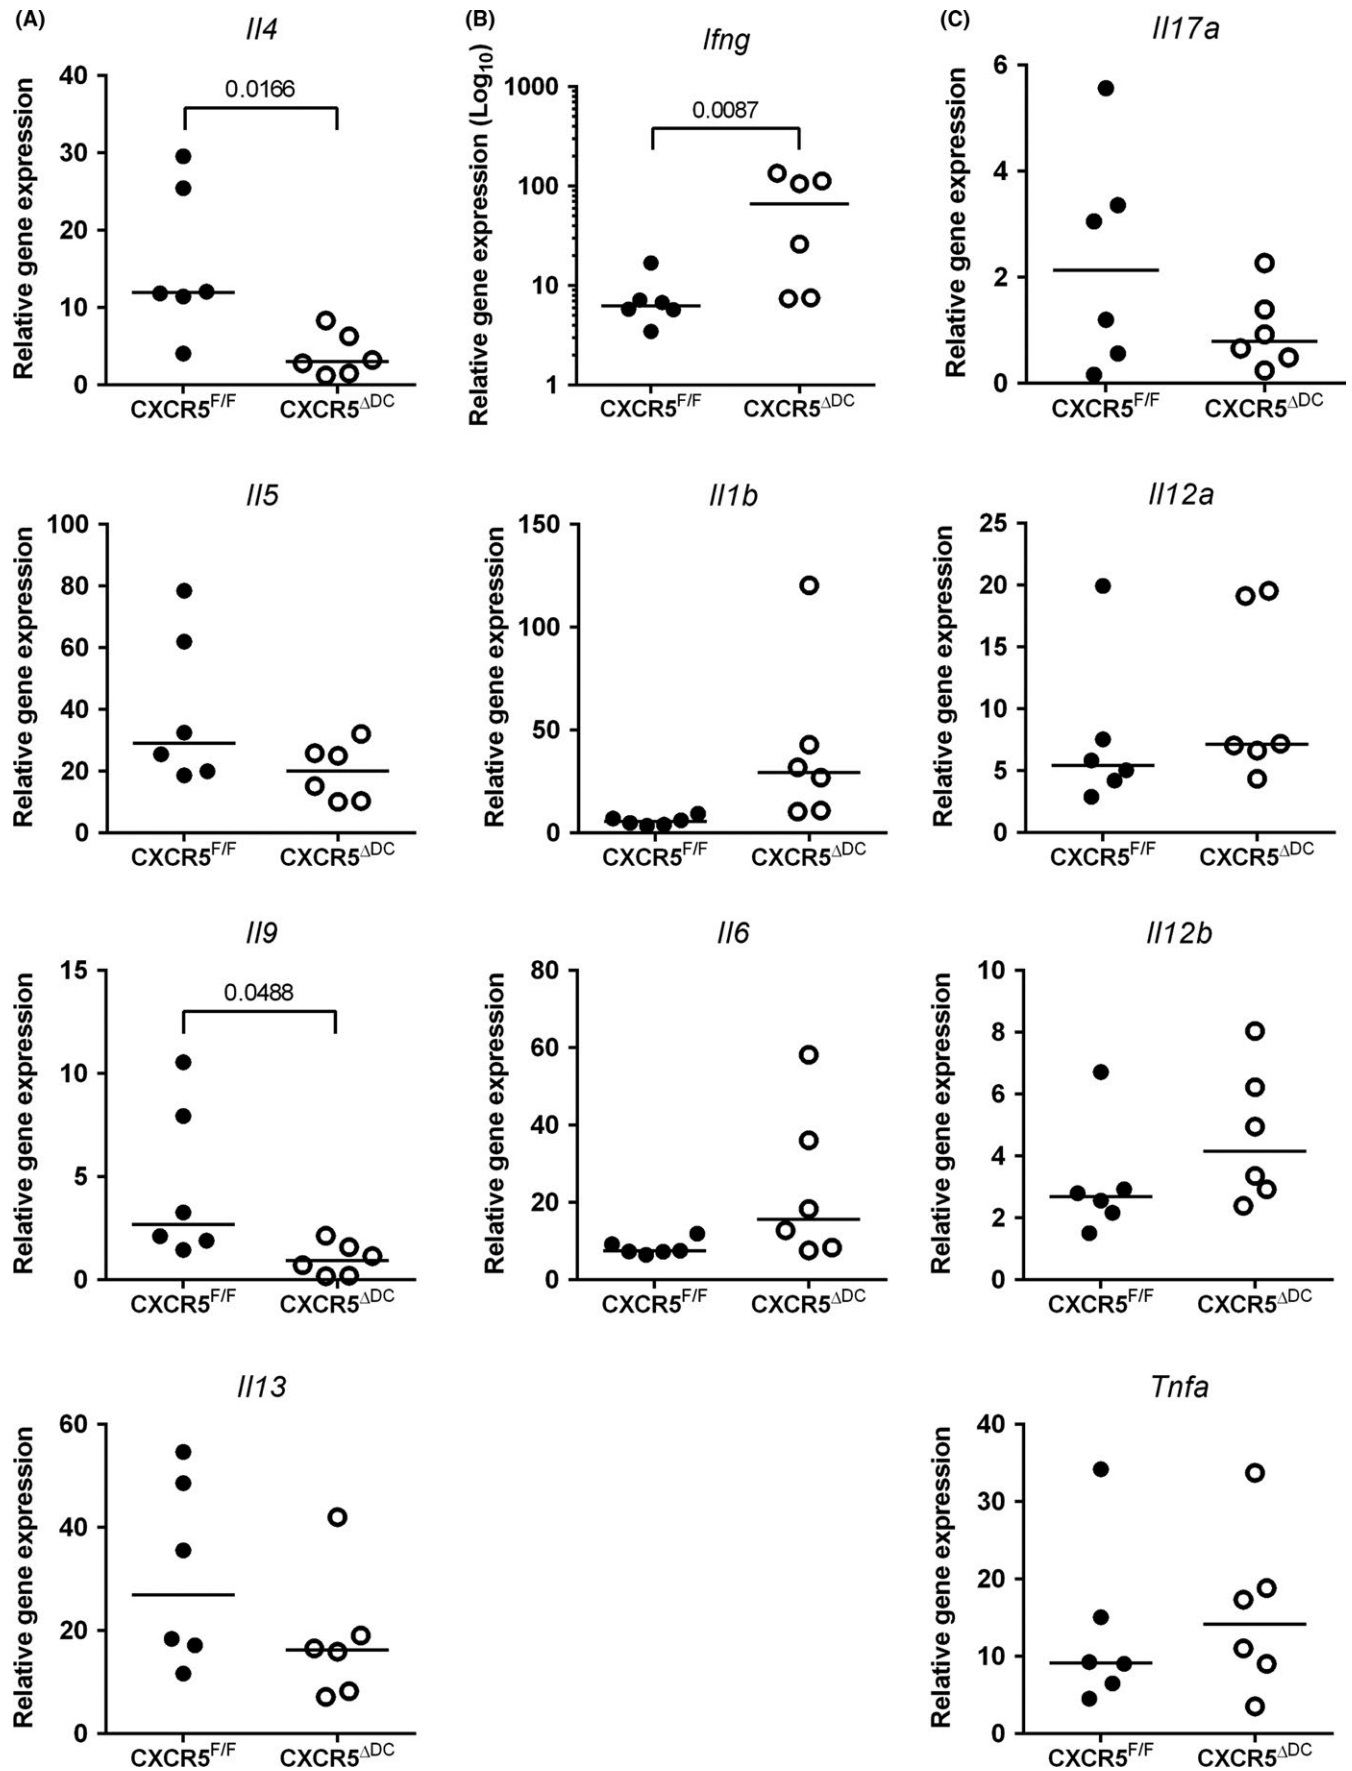 (A)
Il4
Relative gene expression
40
30
20
10
0
0.0166
CXCR5F/F
CXCR5ΔDC
(B)
Ifng
Relative gene expression (Log10)
1000
100
10
1
0.0087
CXCR5F/F
CXCR5ΔDC
(C)
Il17a
Relative gene expression
6
4
2
0
CXCR5F/F
CXCR5ΔDC
Il5
Relative gene expression
100
80
60
40
20
0
CXCR5F/F
CXCR5ΔDC
Il1b
Relative gene expression
150
100
50
0
CXCR5F/F
CXCR5ΔDC
Il12a
Relative gene expression
25
20
15
10
5
0
CXCR5F/F
CXCR5ΔDC
Il9
Relative gene expression
15
10
5
0
0.0488
CXCR5F/F
CXCR5ΔDC
Il6
Relative gene expression
80
60
40
20
0
CXCR5F/F
CXCR5ΔDC
Il12b
Relative gene expression
10
8
6
4
2
0
CXCR5F/F
CXCR5ΔDC
Il13
Relative gene expression
60
40
20
0
CXCR5F/F
CXCR5ΔDC
Tnfa
Relative gene expression
40
30
20
10
0
CXCR5F/F
CXCR5ΔDC